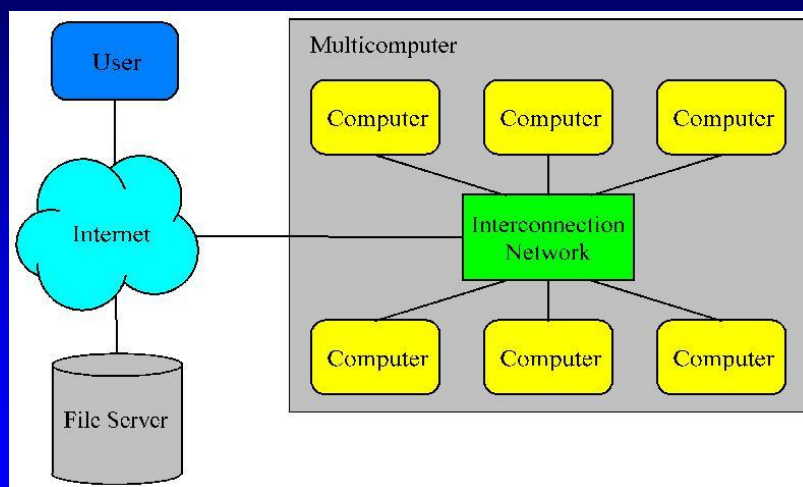 Multicomputer
User
Computer
Computer
Computer
Internet
Interconnection
Network
Computer
Computer
Computer
File Server